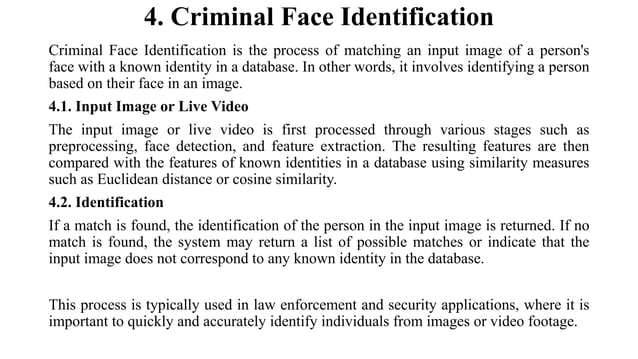 4. Criminal Face Identification
Criminal Face Identification is the process of matching an input image of a person's
face with a known identity in a database. In other words, it involves identifying a person
based on their face in an image.
4.1. Input Image or Live Video
The input image or live video is first processed through various stages such as
preprocessing, face detection, and feature extraction. The resulting features are then
compared with the features of known identities in a database using similarity measures
such as Euclidean distance or cosine similarity.
4.2. Identification
If a match is found, the identification of the person in the input image is returned. If no
match is found, the system may return a list of possible matches or indicate that the
input image does not correspond to any known identity in the database.
This process is typically used in law enforcement and security applications, where it is
important to quickly and accurately identify individuals from images or video footage.